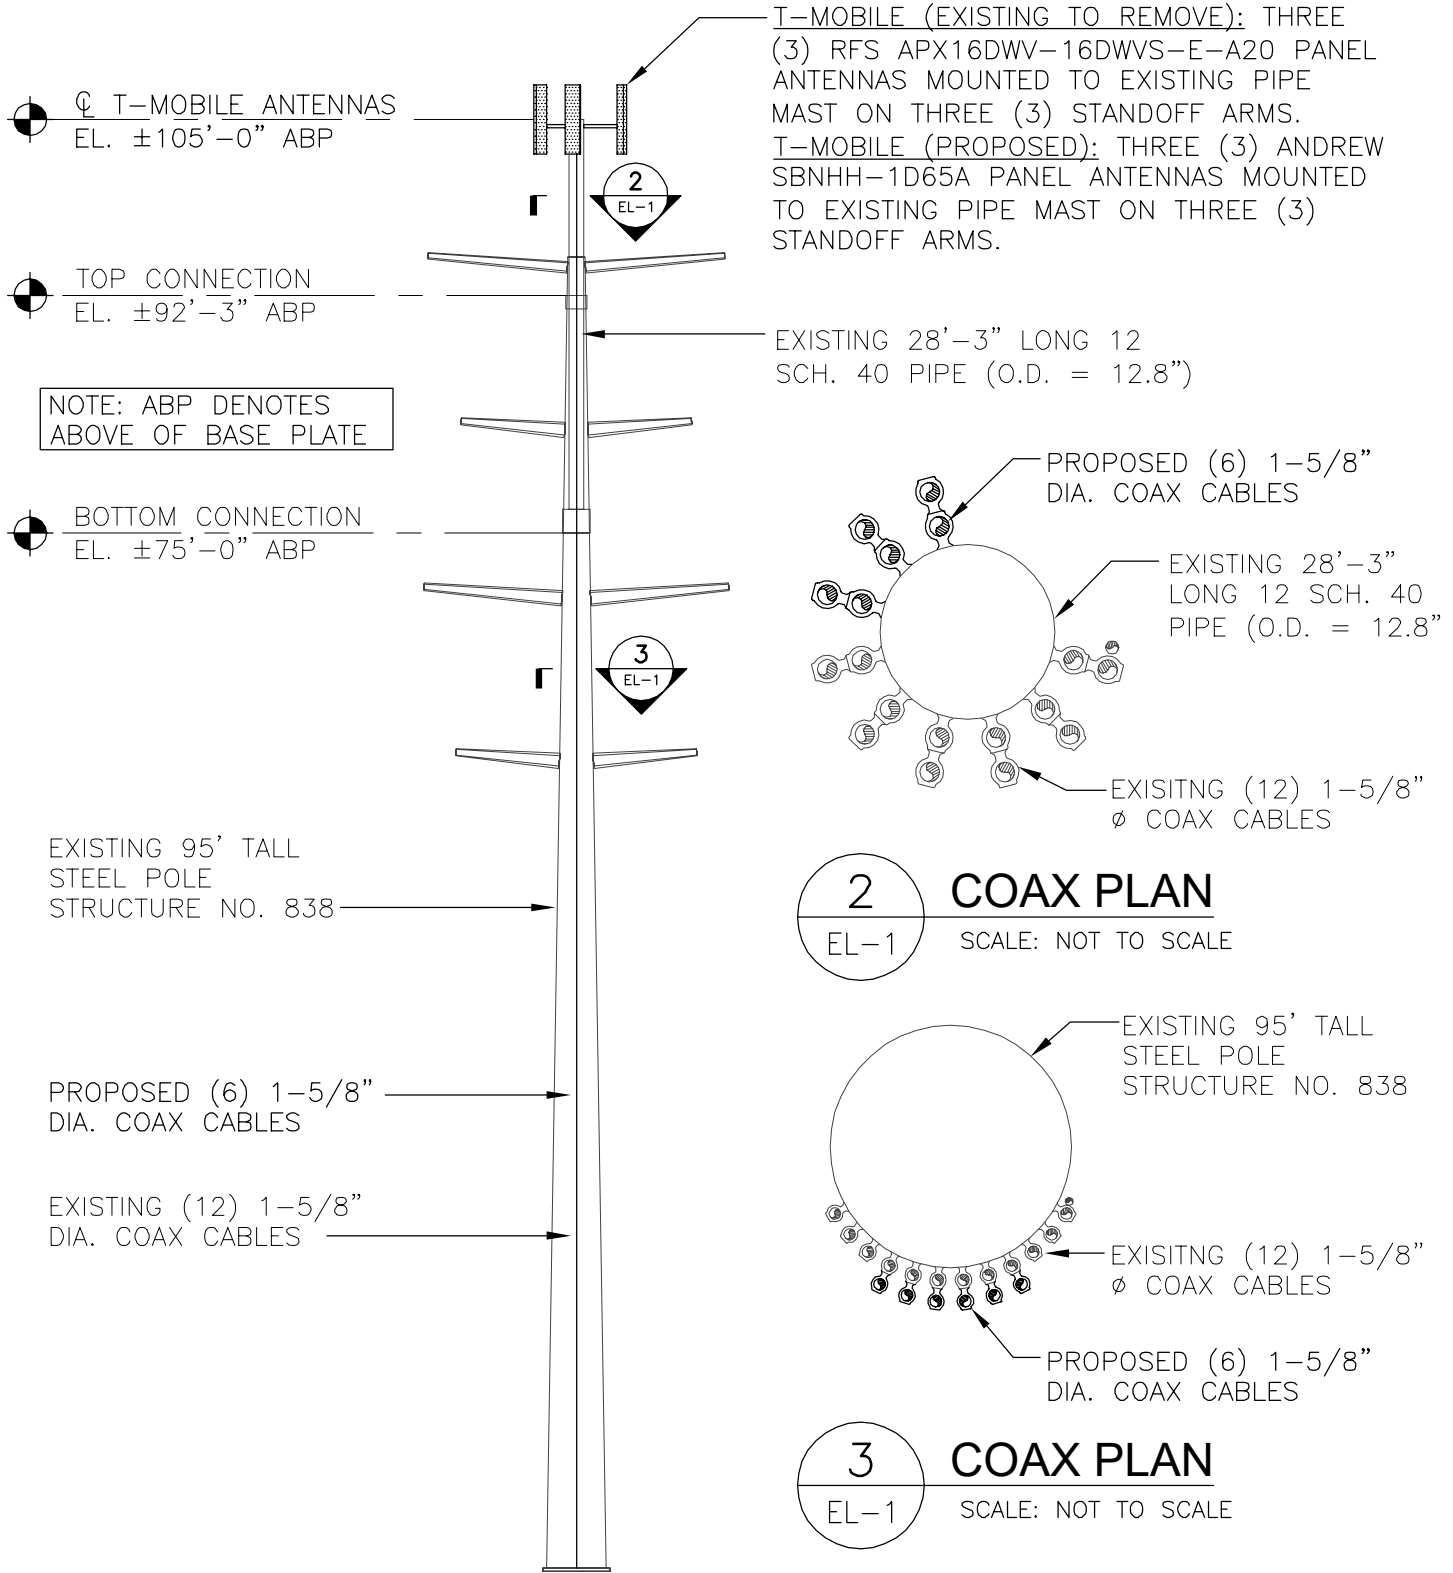 T-MOBILE (EXISTING TO REMOVE): THREE
(3) RFS APX16DWV-16DWVS-E-A20 PANEL
ANTENNAS MOUNTED TO EXISTING PIPE
MAST ON THREE (3) STANDOFF ARMS.
T-MOBILE (PROPOSED): THREE (3) ANDREW
SBNHH-1D65A PANEL ANTENNAS MOUNTED
TO EXISTING PIPE MAST ON THREE (3)
STANDOFF ARMS.
℄ T-MOBILE ANTENNAS
EL. ±105'-0" ABP
2
EL-1
TOP CONNECTION
EL. ±92'-3" ABP
EXISTING 28'-3" LONG 12
SCH. 40 PIPE (O.D. = 12.8")
NOTE: ABP DENOTES
ABOVE OF BASE PLATE
BOTTOM CONNECTION
EL. ±75'-0" ABP
PROPOSED (6) 1-5/8"
DIA. COAX CABLES
EXISTING 28'-3"
LONG 12 SCH. 40
PIPE (O.D. = 12.8"
3
EL-1
EXISITNG (12) 1-5/8"
ø COAX CABLES
2
EL-1
COAX PLAN
SCALE: NOT TO SCALE
EXISTING 95' TALL
STEEL POLE
STRUCTURE NO. 838
EXISTING 95' TALL
STEEL POLE
STRUCTURE NO. 838
PROPOSED (6) 1-5/8"
DIA. COAX CABLES
EXISTING (12) 1-5/8"
DIA. COAX CABLES
EXISITNG (12) 1-5/8"
ø COAX CABLES
PROPOSED (6) 1-5/8"
DIA. COAX CABLES
3
EL-1
COAX PLAN
SCALE: NOT TO SCALE